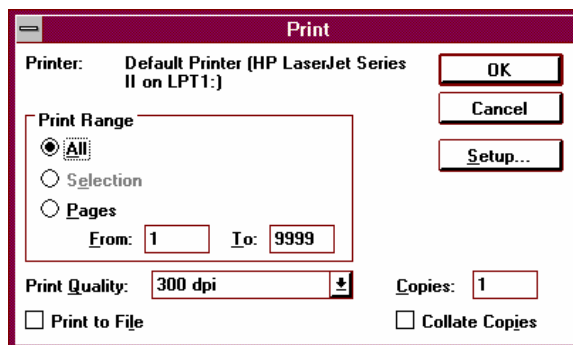 Print
Printer: Default Printer (HP LaserJet Series
II on LPT1:)
OK
Cancel
Setup...
Print Range
All
Selection
Pages
From: 1 To: 9999
Print Quality: 300 dpi
Copies: 1
Print to File
Collate Copies